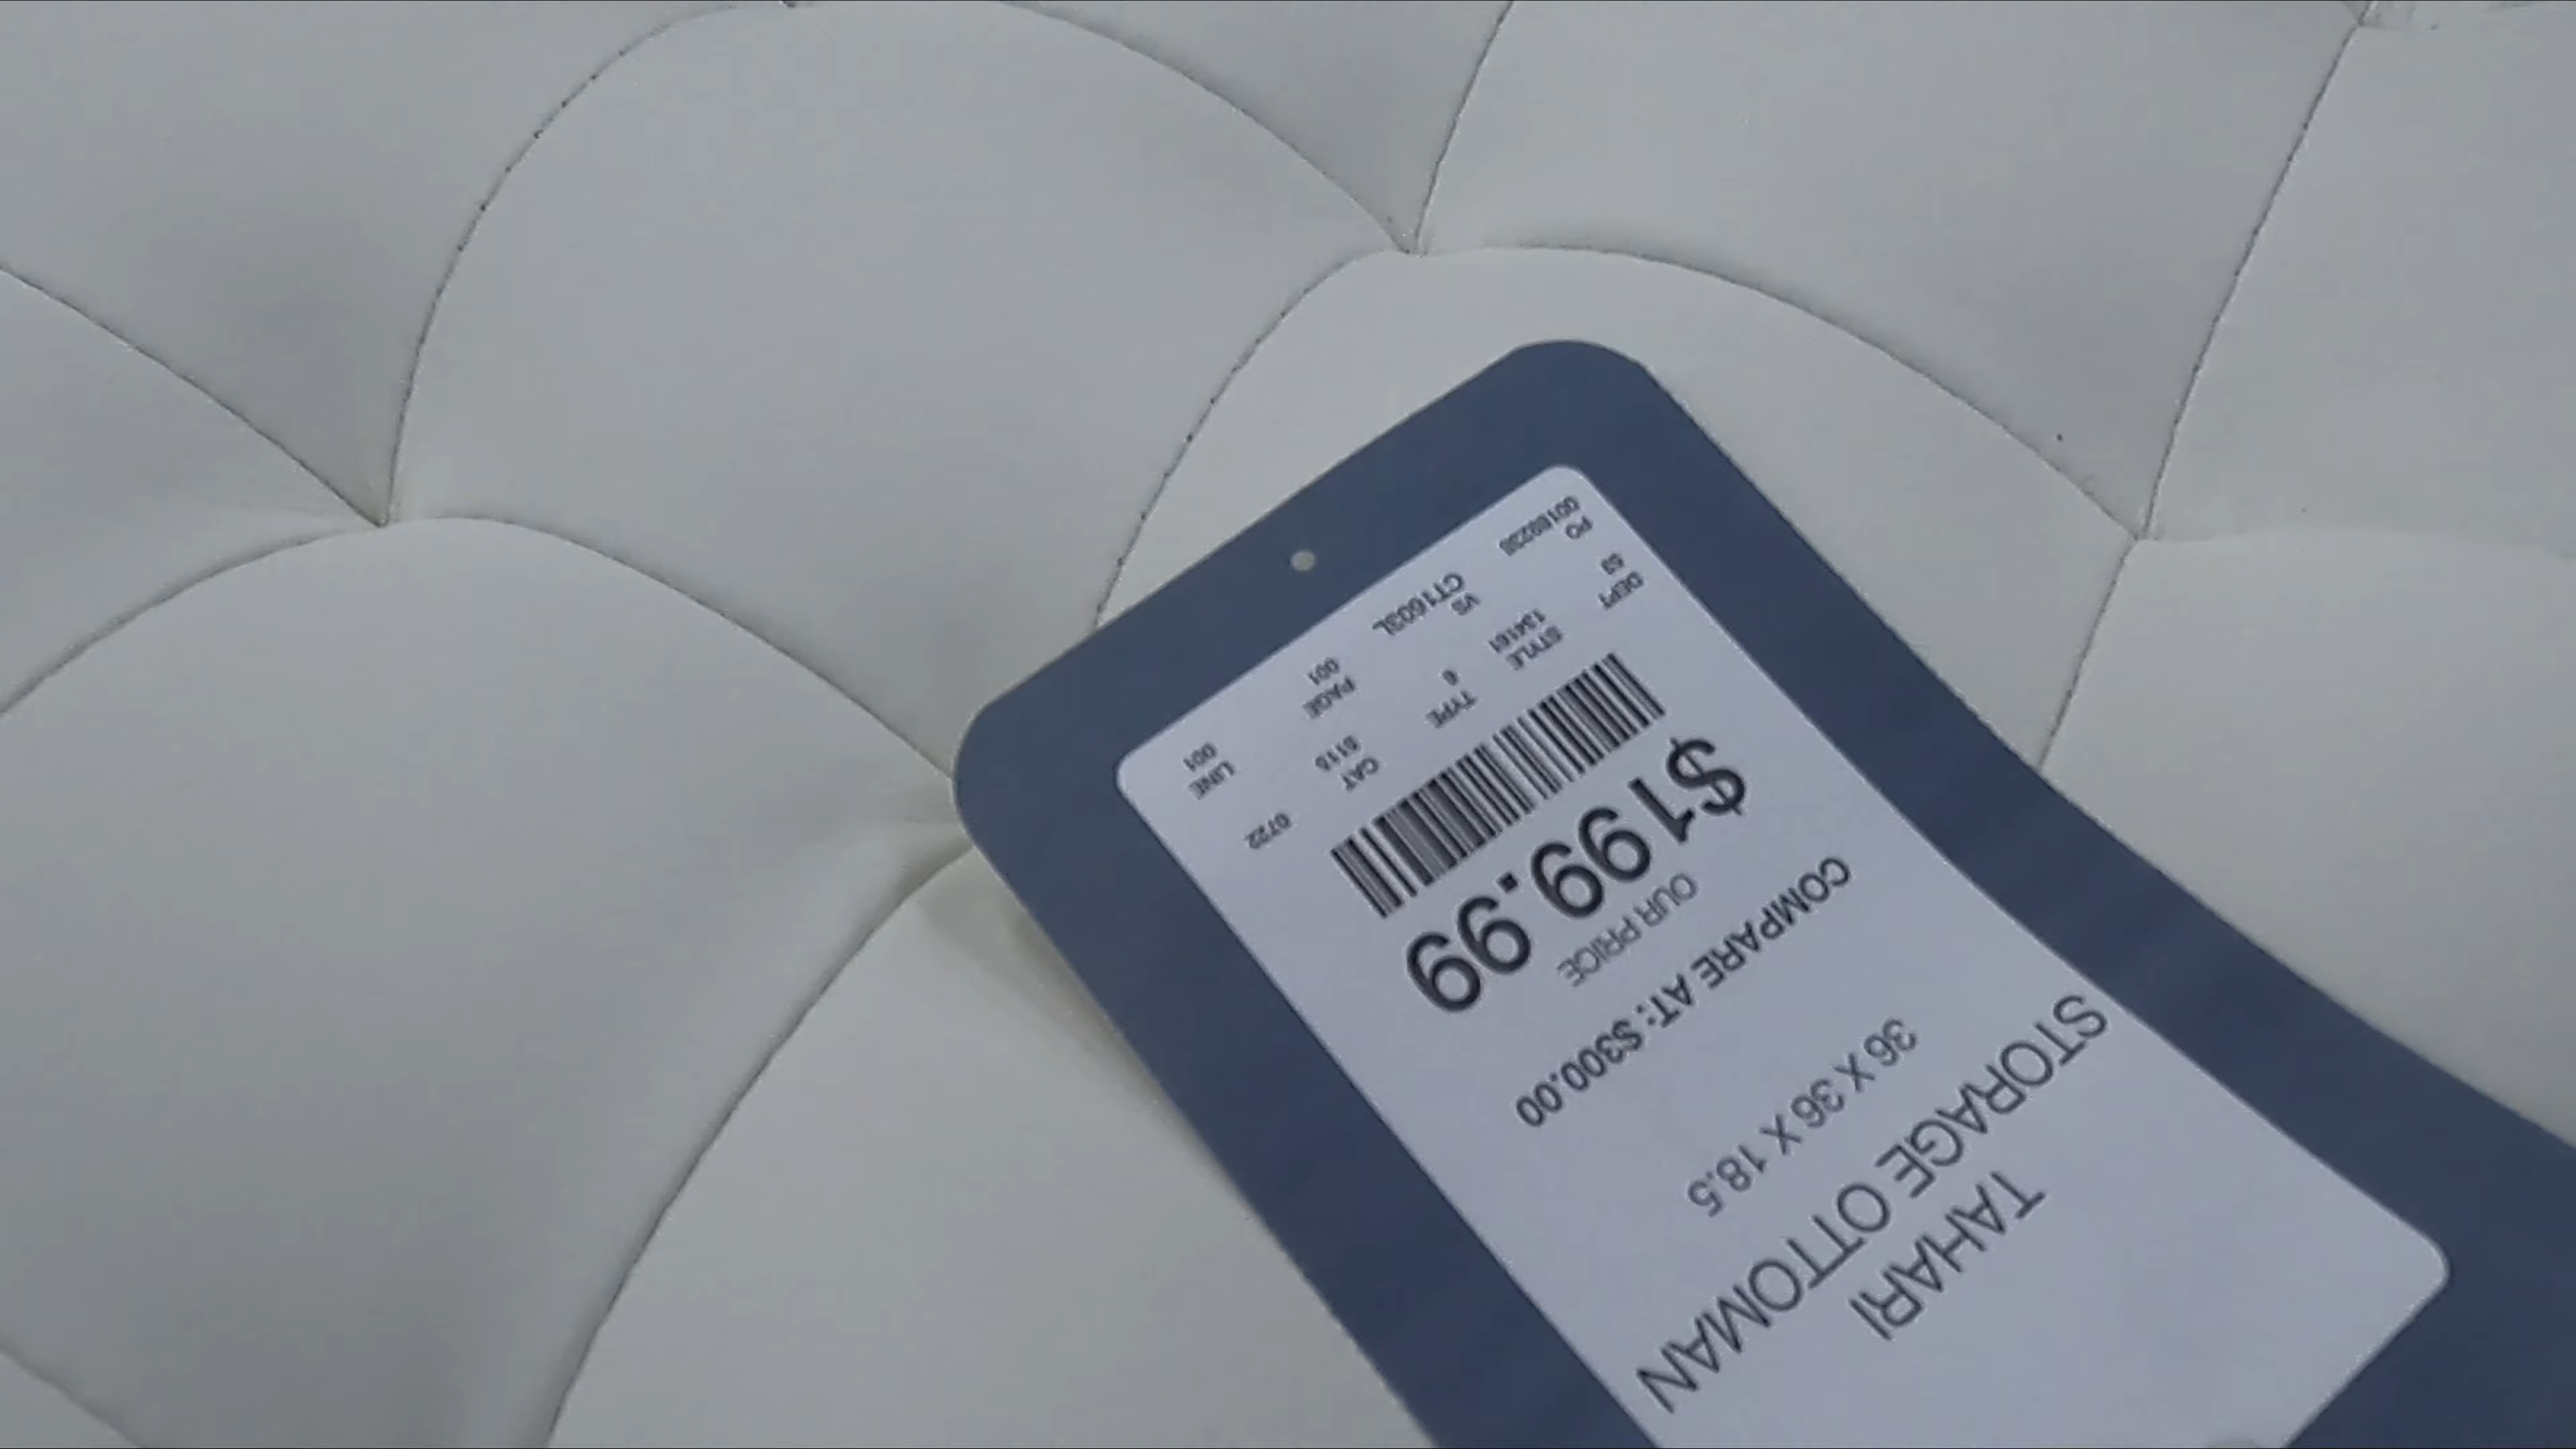 TAHARI
STORAGE OTTOMAN
36 X 36 X 18.5
COMPARE AT: $300.00
OUR PRICE
$199.99
DEPT STYLE TYPE CAT 0722
63 134161 6 5115
PO VS PAGE LINE
00189235 CT1603L 001 001